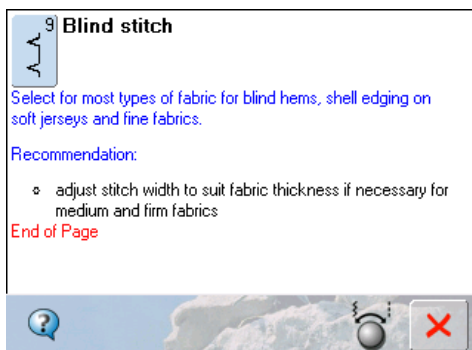 9 Blind stitch
Select for most types of fabric for blind hems, shell edging on
soft jerseys and fine fabrics.
Recommendation:
adjust stitch width to suit fabric thickness if necessary for
medium and firm fabrics
End of Page